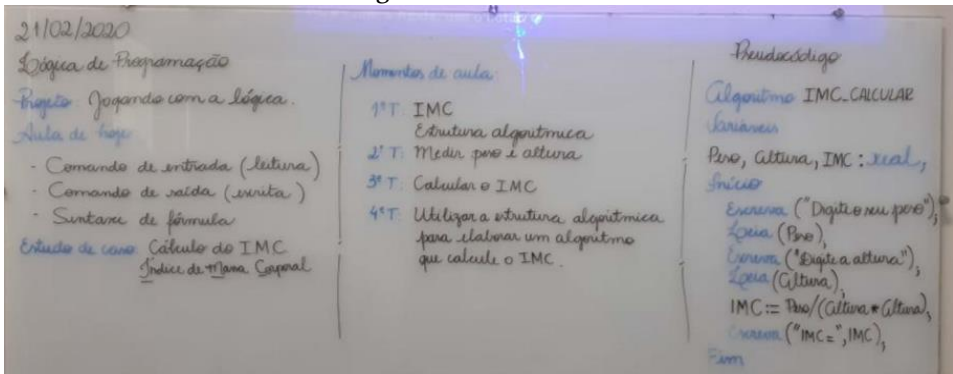 21/02/2020
Lógica de Programação
Projeto: Jogando com a lógica.
Aula de hoje
- Comando de entrada (leitura)
- Comando de saída (escrita)
- Sintaxe de fórmula
Estudo de caso: Cálculo do IMC
Índice de Massa Corporal
Momentos de aula:
1º T: IMC
Estrutura algorítmica
2º T: Medir peso e altura
3º T: Calcular o IMC
4º T: Utilizar a estrutura algorítmica
para elaborar um algoritmo
que calcule o IMC.
Pseudocódigo
Algoritmo IMC_CALCULAR
Variáveis
Peso, Altura, IMC: real;
Início
Escreva ("Digite o seu peso");
Leia (Peso);
Escreva ("Digite a altura");
Leia (Altura);
IMC:= Peso/(Altura*Altura);
Escreva ("IMC=",IMC);
Fim